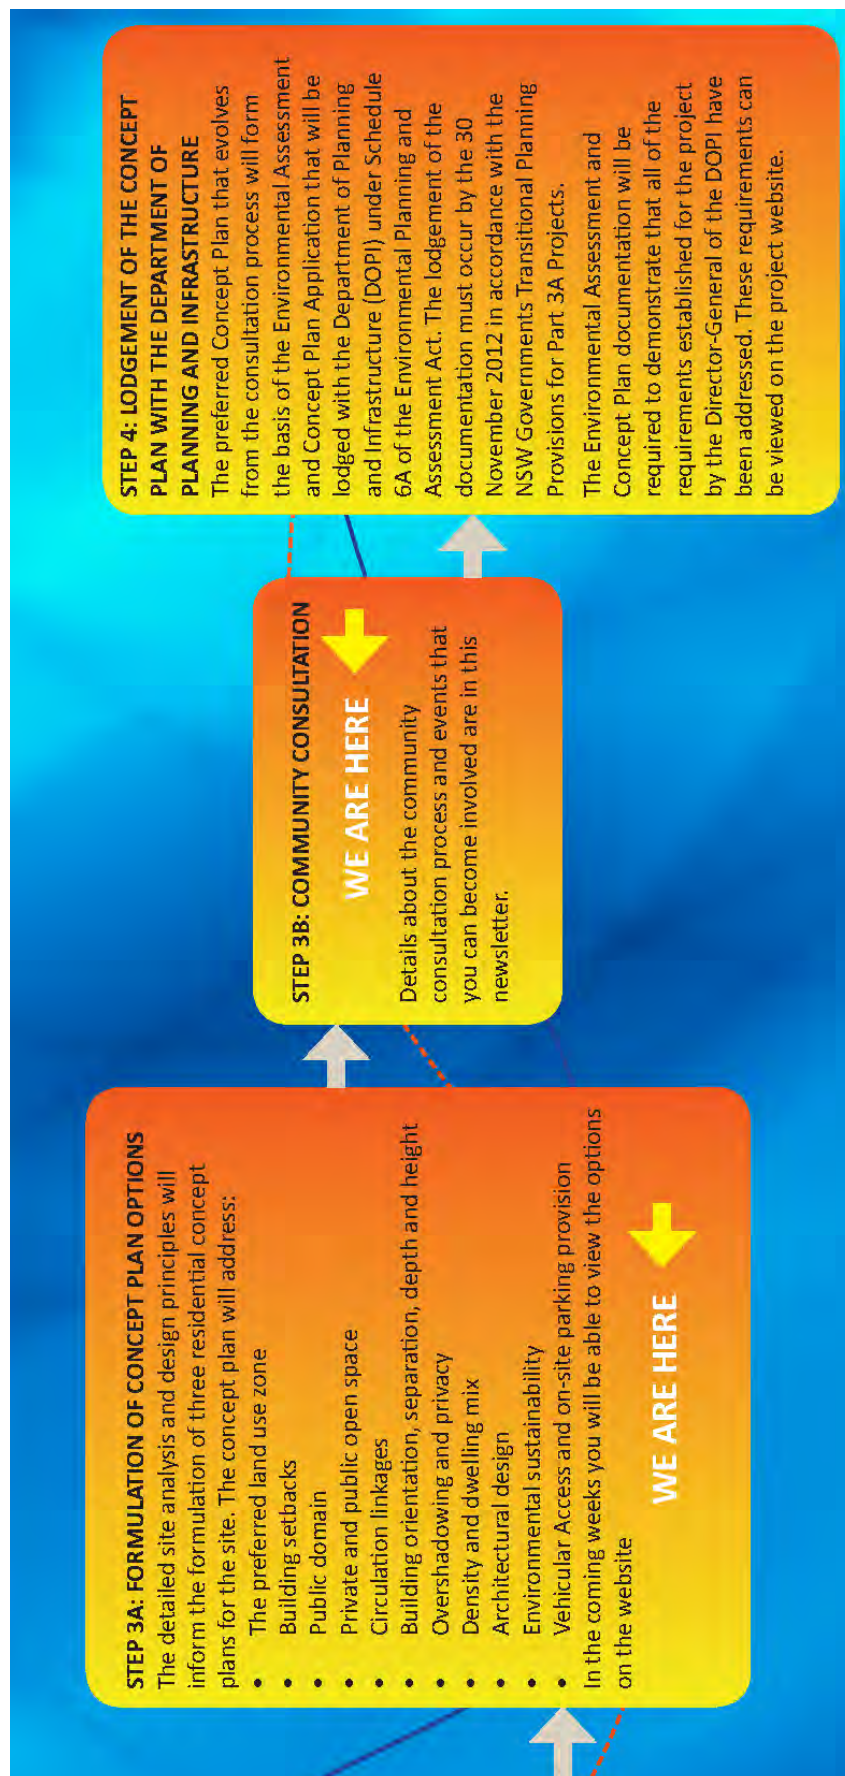 STEP 3A: FORMULATION OF CONCEPT PLAN OPTIONS
The detailed site analysis and design principles will
inform the formulation of three residential concept
plans for the site. The concept plan will address:
• The preferred land use zone
• Building setbacks
• Public domain
• Private and public open space
• Circulation linkages
• Building orientation, separation, depth and height
• Overshadowing and privacy
• Density and dwelling mix
• Architectural design
• Environmental sustainability
• Vehicular Access and on-site parking provision
In the coming weeks you will be able to view the options
on the website
WE ARE HERE
STEP 3B: COMMUNITY CONSULTATION
WE ARE HERE
Details about the community
consultation process and events that
you can become involved are in this
newsletter.
STEP 4: LODGEMENT OF THE CONCEPT
PLAN WITH THE DEPARTMENT OF
PLANNING AND INFRASTRUCTURE
The preferred Concept Plan that evolves
from the consultation process will form
the basis of the Environmental Assessment
and Concept Plan Application that will be
lodged with the Department of Planning
and Infrastructure (DOPI) under Schedule
6A of the Environmental Planning and
Assessment Act. The lodgement of the
documentation must occur by the 30
November 2012 in accordance with the
NSW Governments Transitional Planning
Provisions for Part 3A Projects.
The Environmental Assessment and
Concept Plan documentation will be
required to demonstrate that all of the
requirements established for the project
by the Director-General of the DOPI have
been addressed. These requirements can
be viewed on the project website.